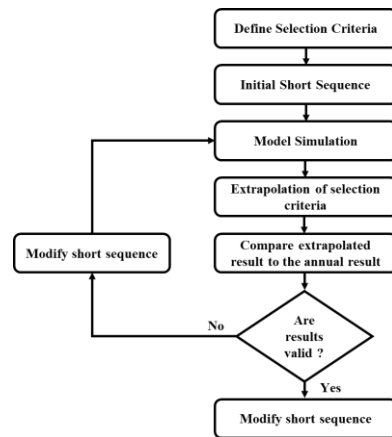 Define Selection Criteria
Initial Short Sequence
Model Simulation
Extrapolation of selection
criteria
Compare extrapolated
result to the annual result
Modify short sequence
No
Are
results
valid ?
Yes
Modify short sequence